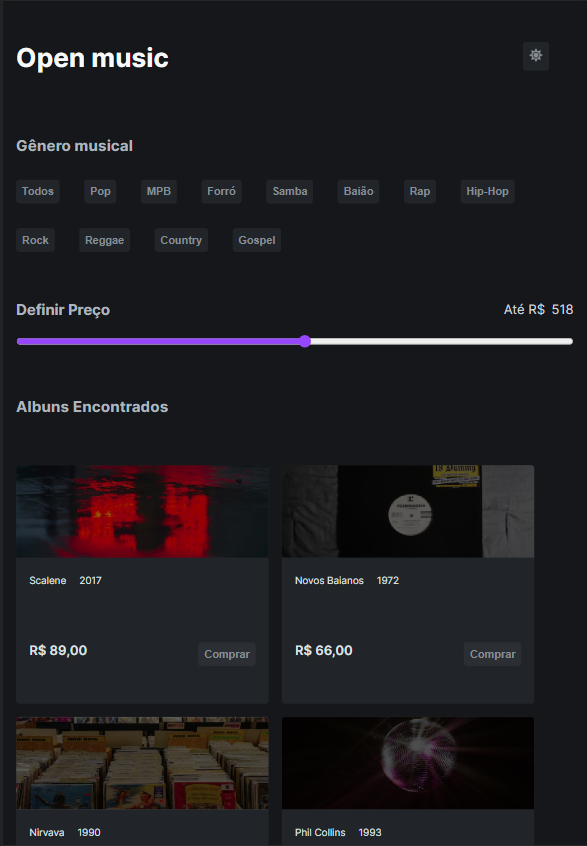 Open music
Gênero musical
Todos Pop MPB Forró Samba Baião Rap Hip-Hop
Rock Reggae Country Gospel
Definir Preço Até R$ 518
Albuns Encontrados
Scalene 2017 Novos Baianos 1972
R$ 89,00 Comprar R$ 66,00 Comprar
Nirvava 1990 Phil Collins 1993